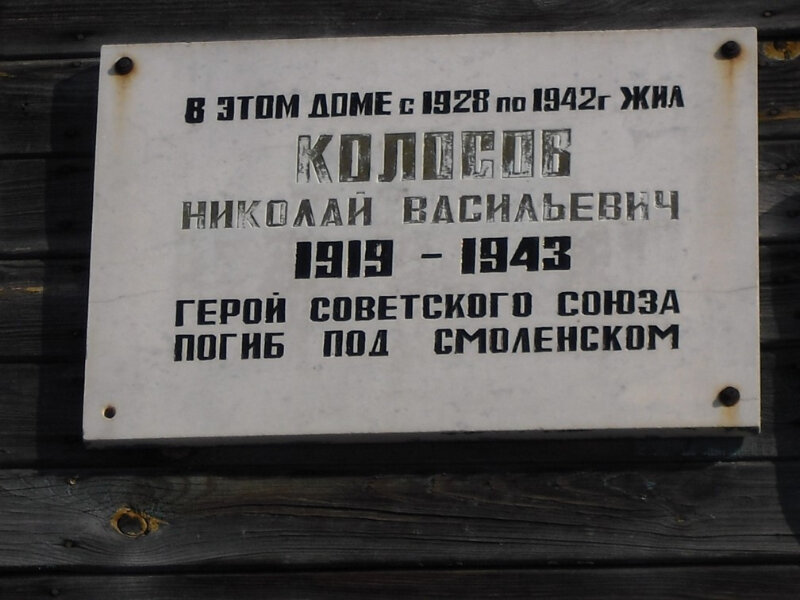 В ЭТОМ ДОМЕ с 1928 по 1942г ЖИЛ
КОЛОСОВ
НИКОЛАЙ ВАСИЛЬЕВИЧ
1919 - 1943
ГЕРОЙ СОВЕТСКОГО СОЮЗА
ПОГИБ ПОД СМОЛЕНСКОМ